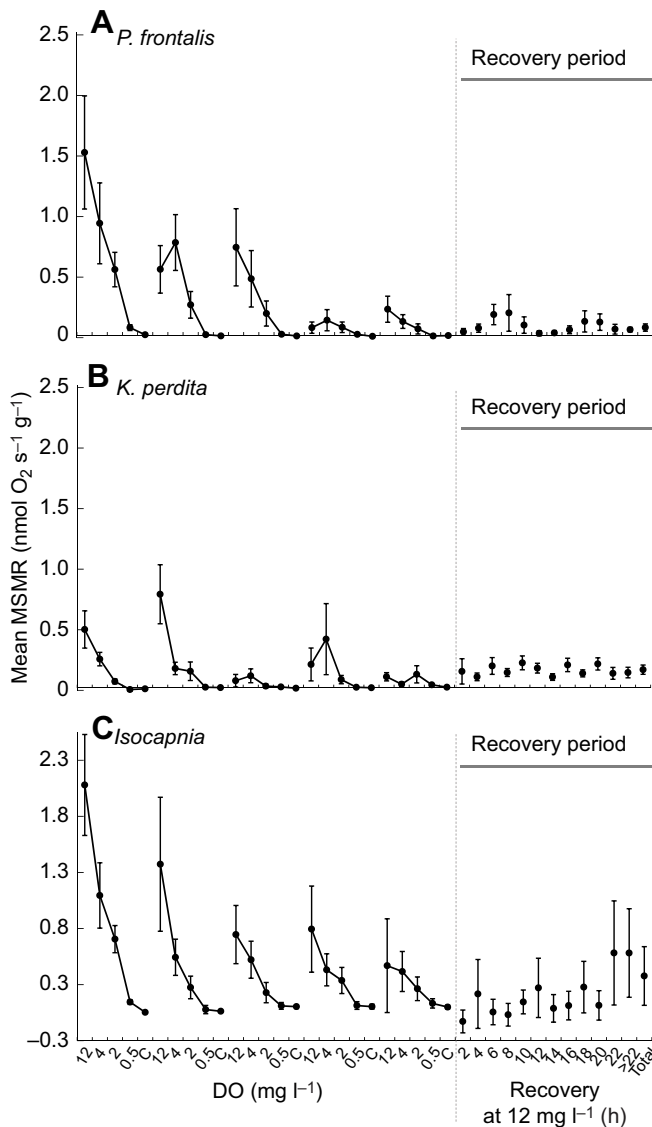 A P. frontalis
2.5
2.0
1.5
1.0
0.5
0
Recovery period
B K. perdita
2.5
2.0
1.5
1.0
0.5
0
Recovery period
C Isocapnia
2.3
1.8
1.3
0.8
0.3
–0.3
Recovery period
Mean MSMR (nmol O₂ s⁻¹ g⁻¹)
12 4 2 0.5 C 12 4 2 0.5 C 12 4 2 0.5 C 12 4 2 0.5 C 12 4 2 0.5 C 2 4 6 8 10 12 14 16 18 20 22 >22 Total
DO (mg l⁻¹)
Recovery
at 12 mg l⁻¹ (h)